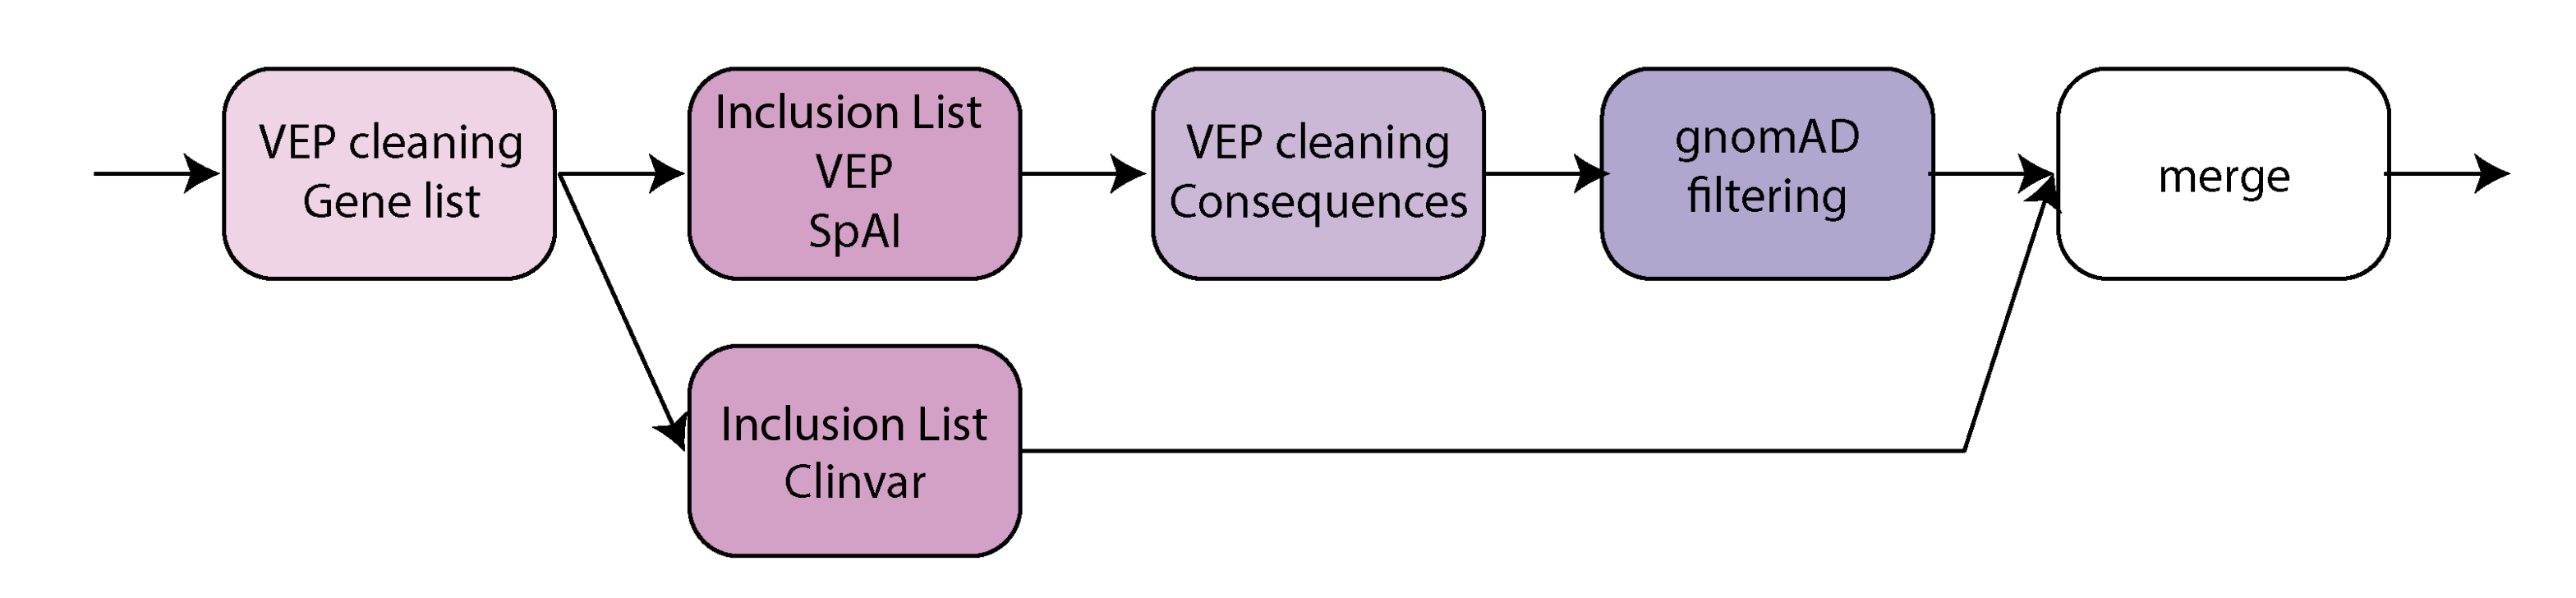 VEP cleaning
Gene list
Inclusion List
VEP
SpAI
VEP cleaning
Consequences
gnomAD
filtering
merge
Inclusion List
Clinvar